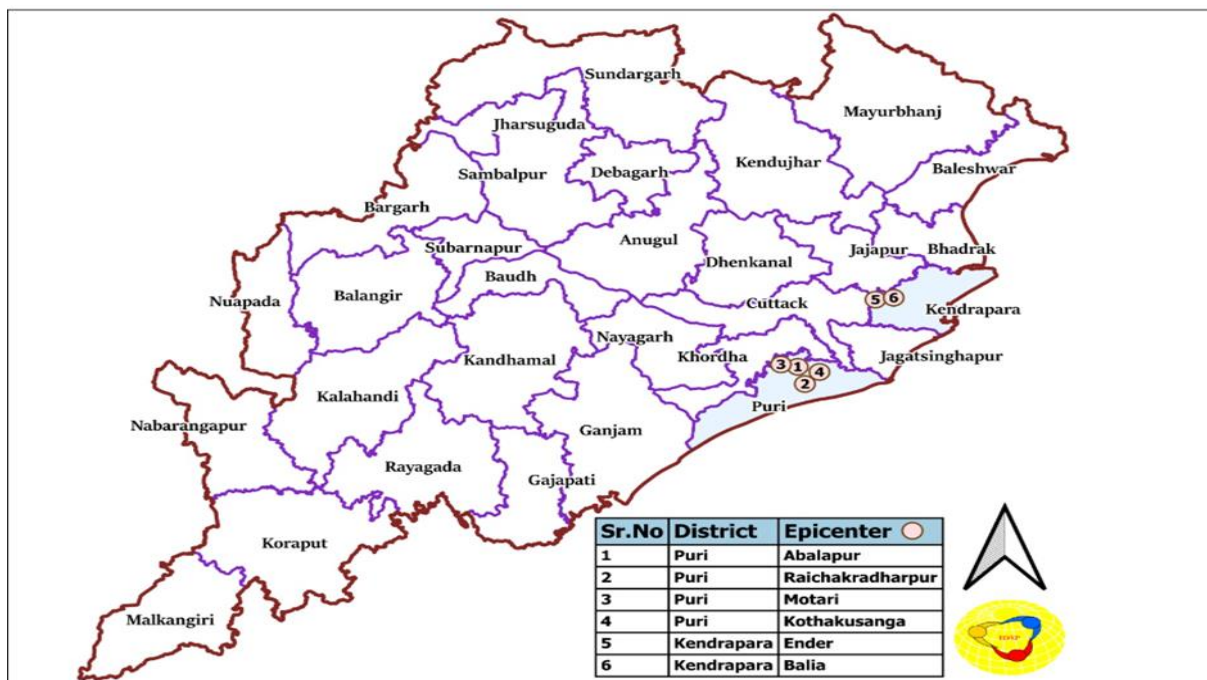 Sundargarh
Mayurbhanj
Jharsuguda
Kendujhar
Sambalpur
Debagarh
Baleshwar
Bargarh
Anugul
Subarnapur
Jajapur
Bhadrak
Dhenkanal
Baudh
Balangir
Nuapada
Cuttack
5
6
Kendrapara
Nayagarh
Khordha
Kandhamal
Jagatsinghapur
3
1
4
2
Kalahandi
Puri
Nabarangapur
Ganjam
Rayagada
Gajapati
Koraput
Malkangiri
Sr.No District Epicenter
1 Puri Abalapur
2 Puri Raichakradharpur
3 Puri Motari
4 Puri Kothakusanga
5 Kendrapara Ender
6 Kendrapara Balia